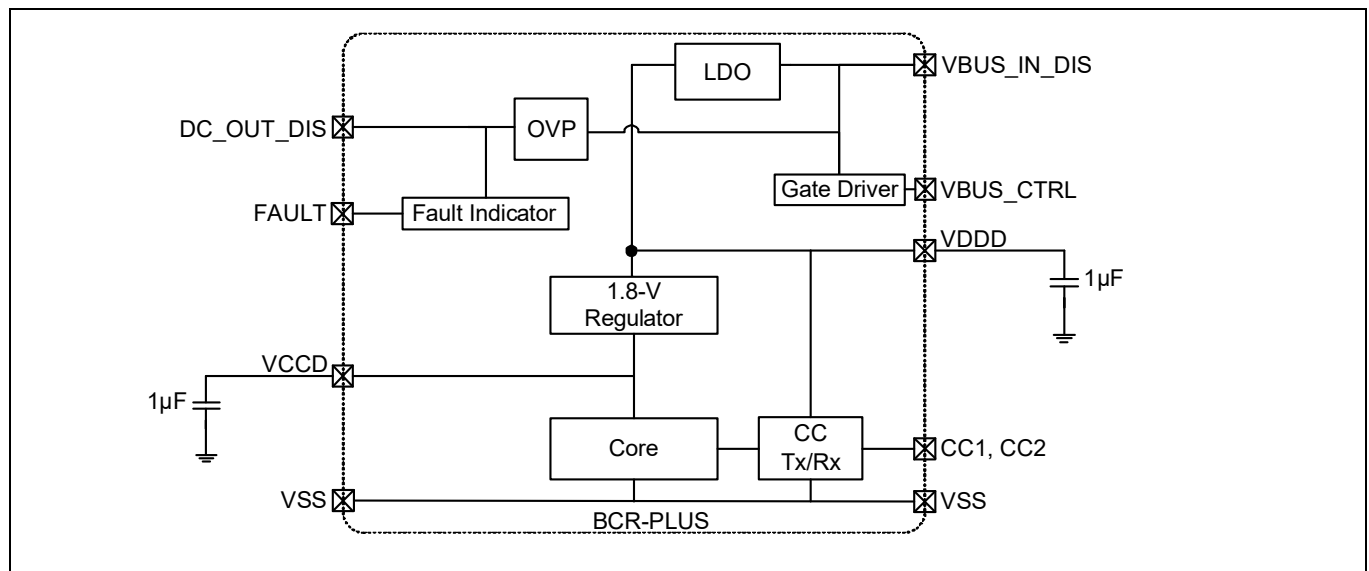 LDO
VBUS_IN_DIS
DC_OUT_DIS
OVP
Gate Driver
VBUS_CTRL
FAULT
Fault Indicator
VDDD
1µF
1.8-V
Regulator
VCCD
1µF
Core
CC
Tx/Rx
CC1, CC2
VSS
VSS
BCR-PLUS